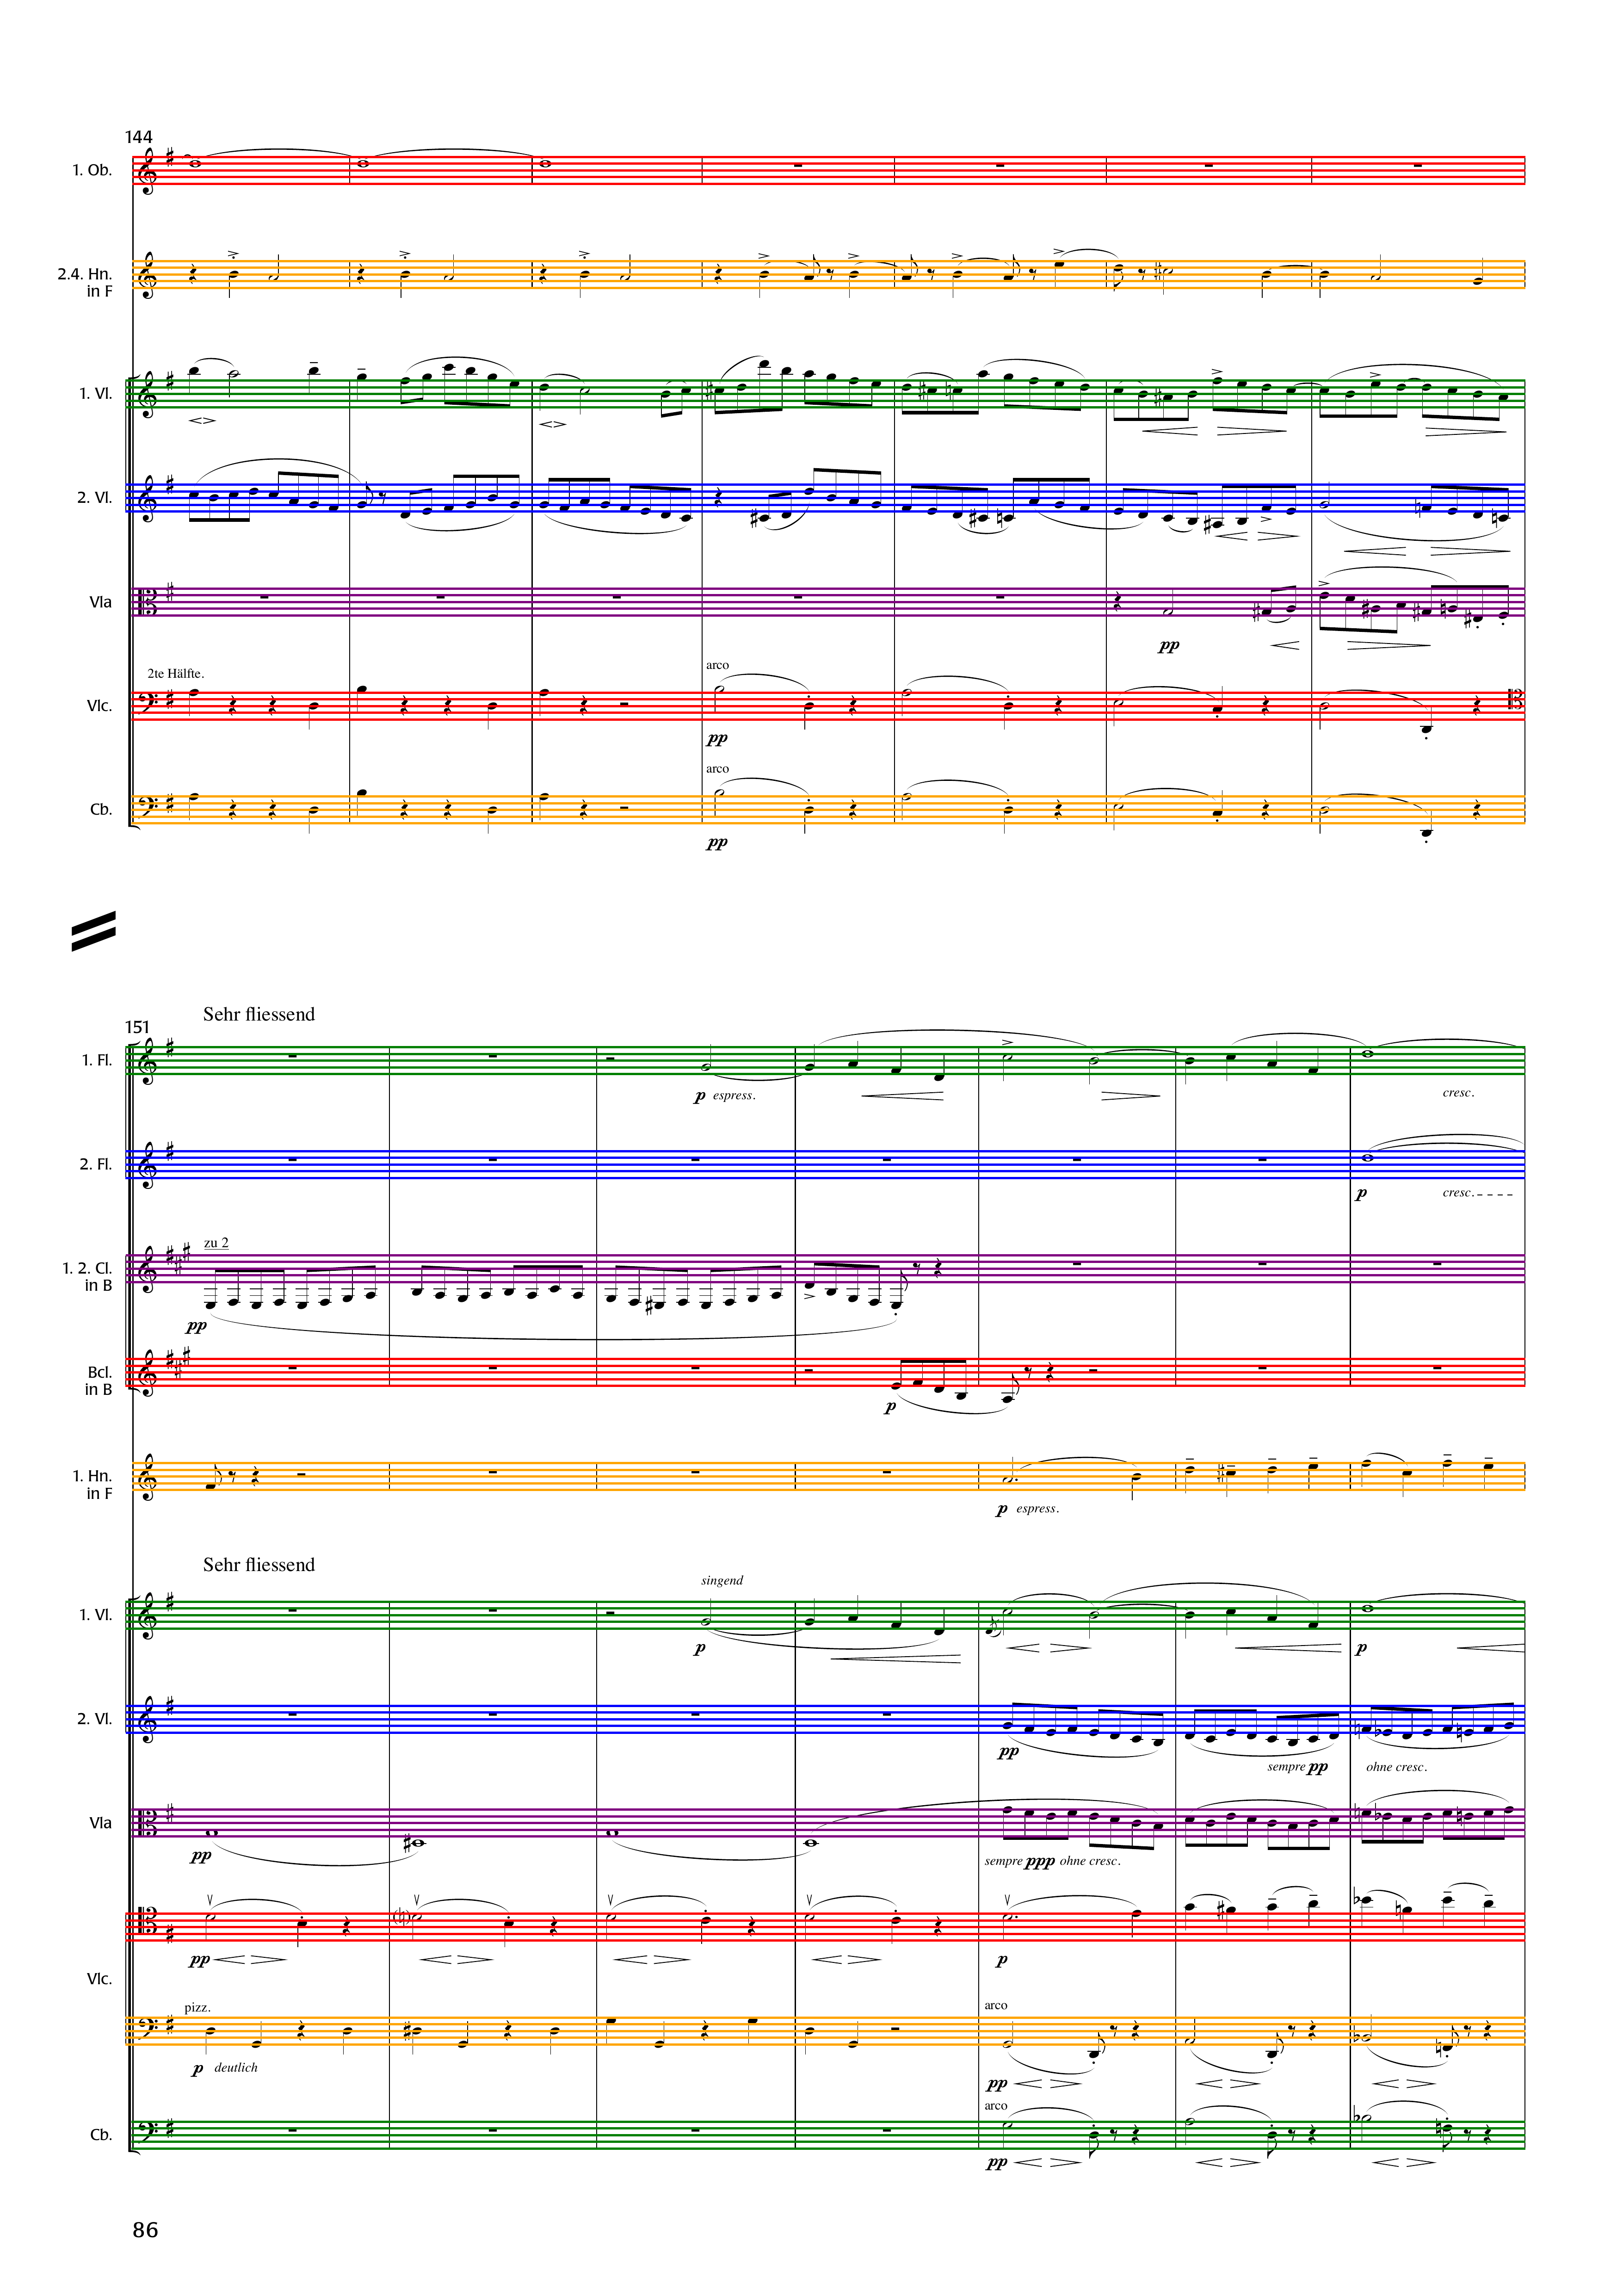 144
1. Ob.
2.4. Hn.
in F
1. Vl.
2. Vl.
Vla
pp
2te Hälfte.
Vlc.
arco
pp
Cb.
arco
pp
Sehr fliessend
151
1. Fl.
p espress.
cresc.
2. Fl.
p cresc.
1. 2. Cl.
in B
zu 2
pp
Bcl.
in B
p
1. Hn.
in F
p espress.
Sehr fliessend
singend
1. Vl.
p
p
2. Vl.
pp
sempre pp
ohne cresc.
Vla
pp
sempre ppp ohne cresc.
pp
p
Vlc.
pizz.
arco
p deutlich
pp
arco
Cb.
pp
86